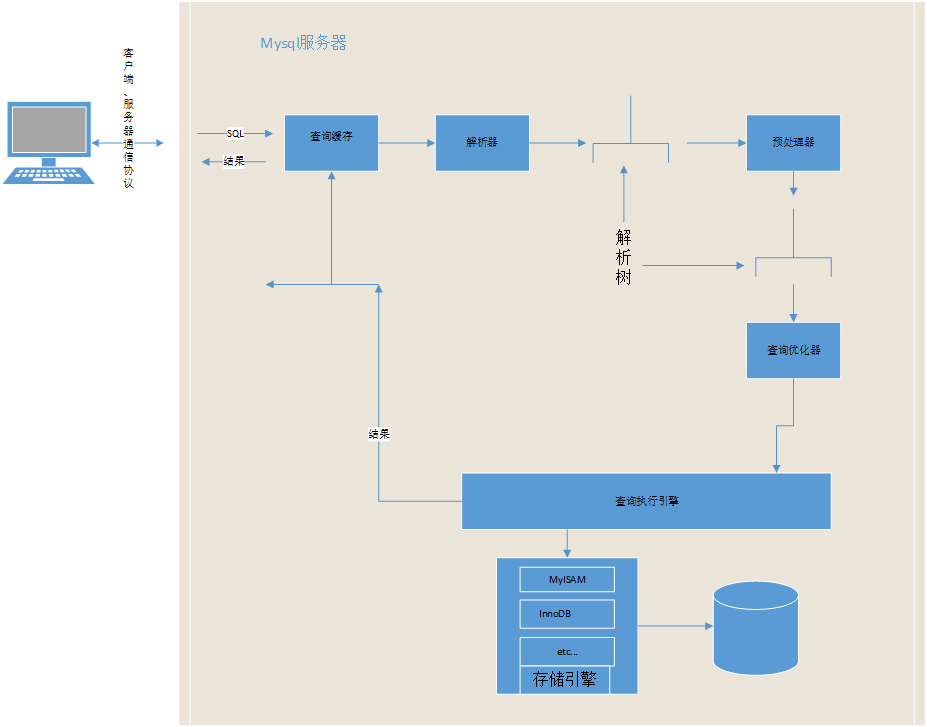 Mysql服务器
客户端、服务器通信协议
SQL
结果
查询缓存
解析器
预处理器
解析树
查询优化器
结果
查询执行引擎
MyISAM
InnoDB
etc...
存储引擎